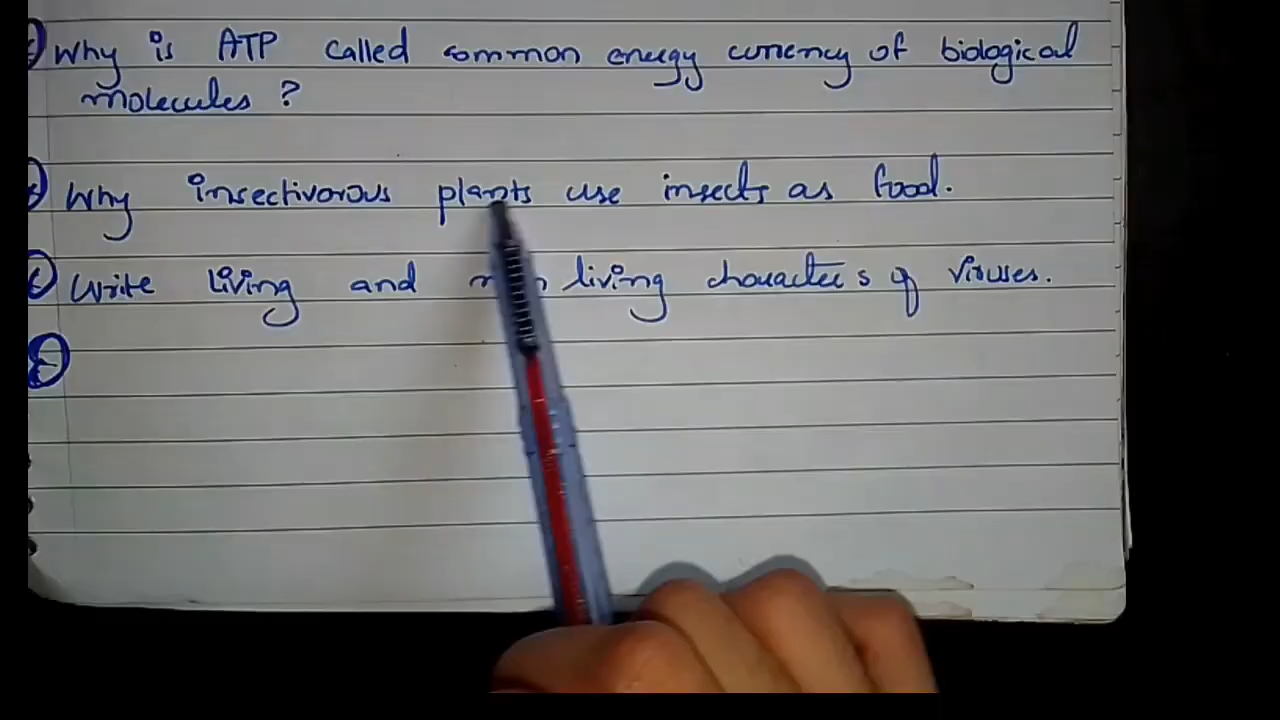 Why is ATP called common energy currency of biological
molecules ?
Why insectivorous plants use insects as food.
Write living and living characters of viruses.